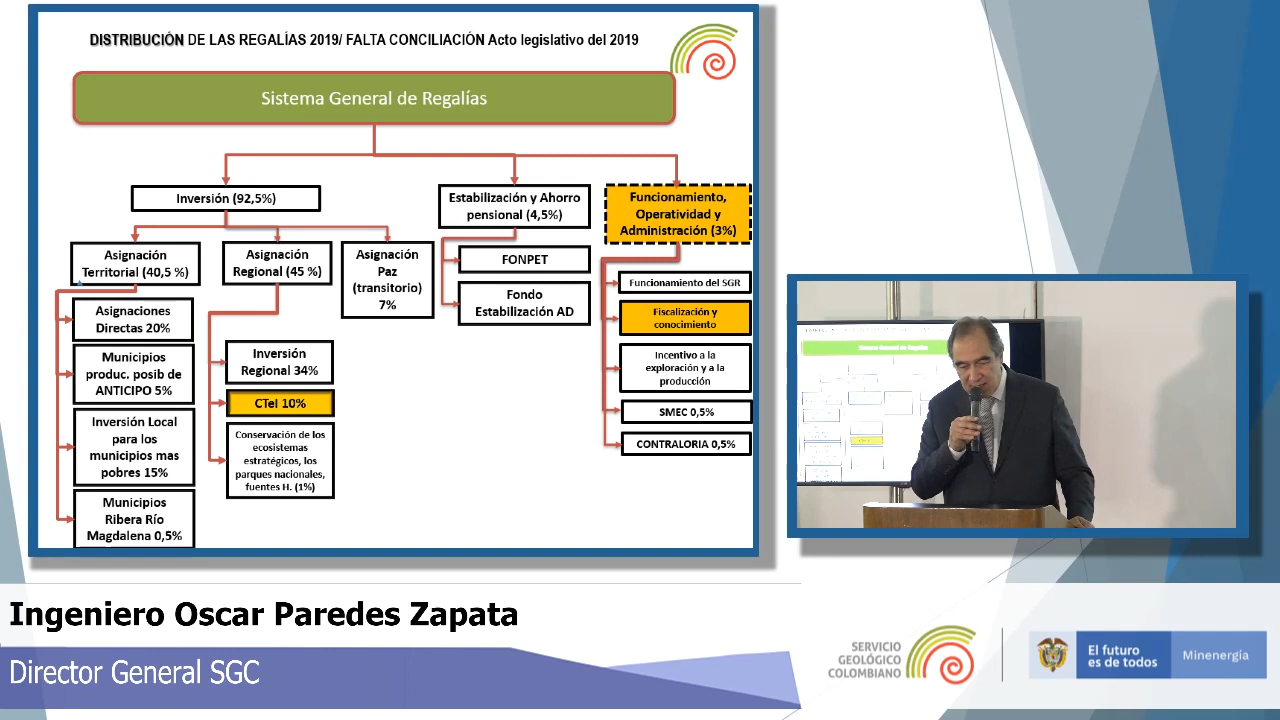 DISTRIBUCIÓN DE LAS REGALÍAS 2019/ FALTA CONCILIACIÓN Acto legislativo del 2019
Sistema General de Regalías
Inversión (92,5%)
Estabilización y Ahorro
pensional (4,5%)
Funcionamiento,
Operatividad y
Administración (3%)
Asignación
Territorial (40,5 %)
Asignación
Regional (45 %)
Asignación
Paz
(transitorio)
7%
FONPET
Fondo
Estabilización AD
Funcionamiento del SGR
Fiscalización y
conocimiento
Incentivo a la
exploración y a la
producción
SMEC 0,5%
CONTRALORIA 0,5%
Asignaciones
Directas 20%
Municipios
produc. posib de
ANTICIPO 5%
Inversión Local
para los
municipios mas
pobres 15%
Municipios
Ribera Río
Magdalena 0,5%
Inversión
Regional 34%
CTeI 10%
Conservación de los
ecosistemas
estratégicos, los
parques nacionales,
fuentes H. (1%)
Sistema General de Regalías
Ingeniero Oscar Paredes Zapata
Director General SGC
SERVICIO
GEOLÓGICO
COLOMBIANO
El futuro
es de todos
Minenergía